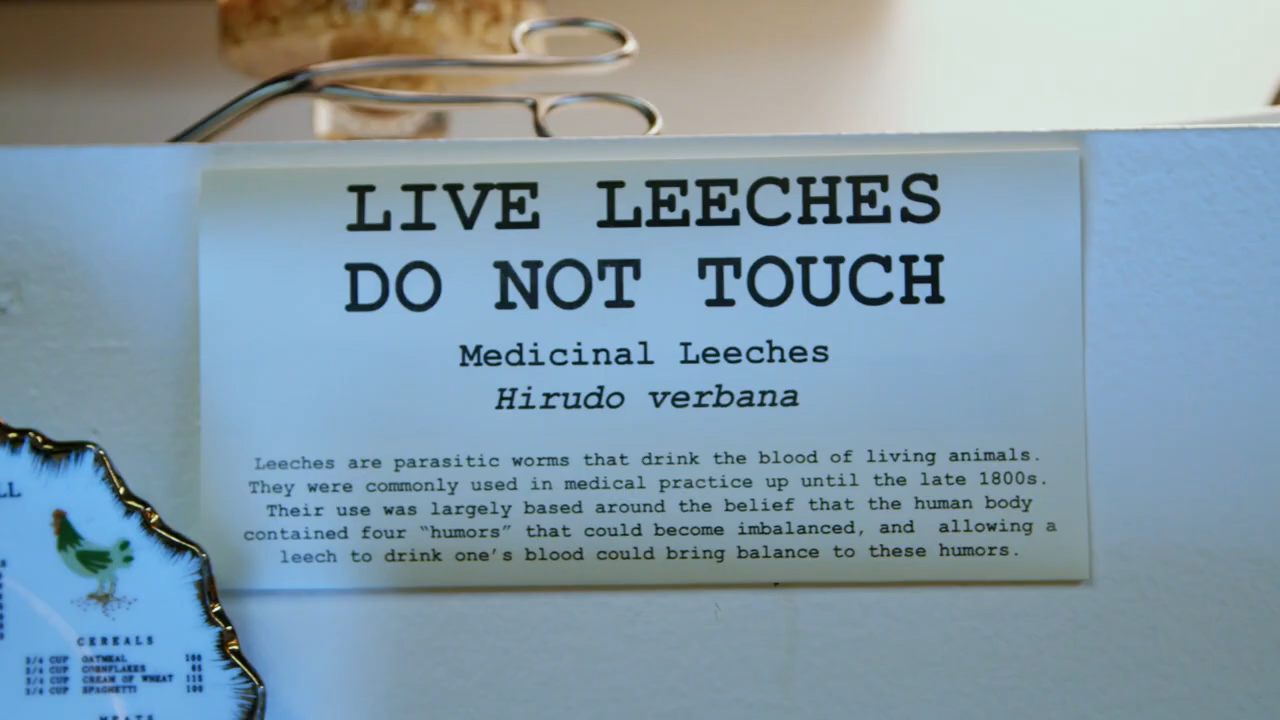 LIVE LEECHES
DO NOT TOUCH
Medicinal Leeches
Hirudo verbana
Leeches are parasitic worms that drink the blood of living animals.
They were commonly used in medical practice up until the late 1800s.
Their use was largely based around the belief that the human body
contained four “humors” that could become imbalanced, and allowing a
leech to drink one’s blood could bring balance to these humors.
CEREALS
3/4 CUP OATMEAL 100
3/4 CUP CORNFLAKES 65
3/4 CUP CREAM OF WHEAT 115
3/4 CUP SPAGHETTI 100
MEATS